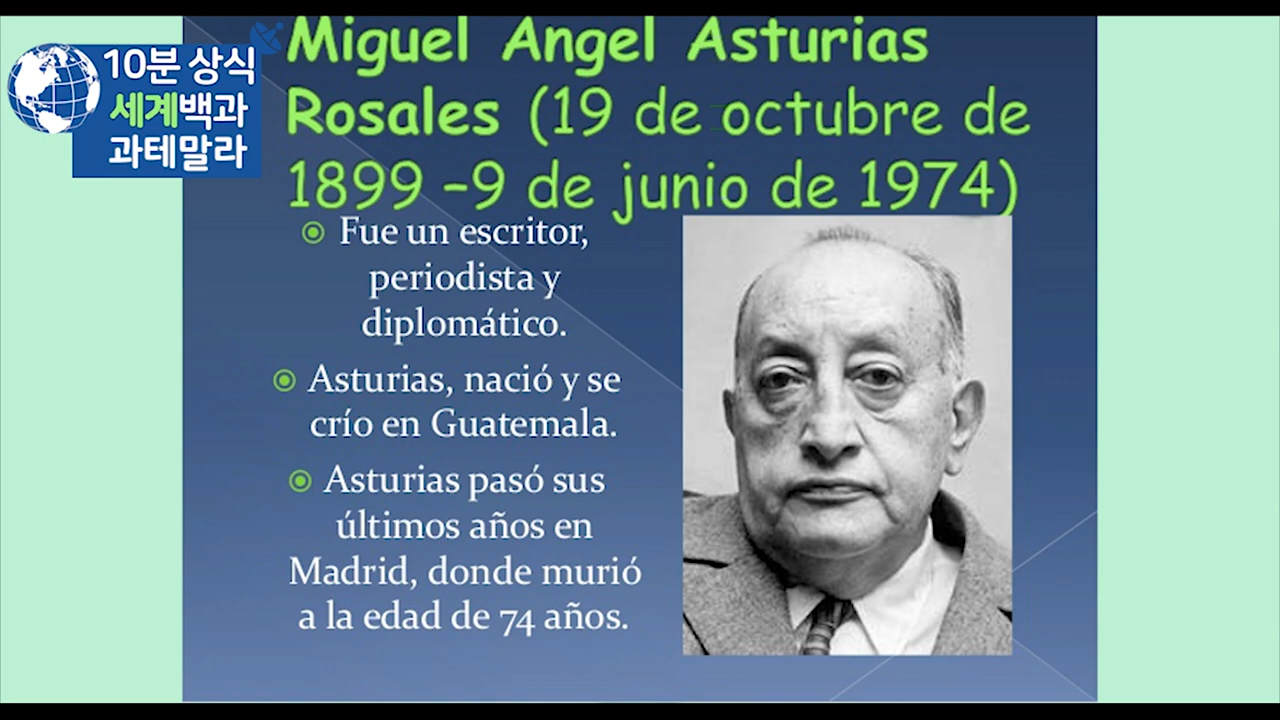 10분 상식
세계백과
과테말라
Miguel Angel Asturias
Rosales (19 de octubre de
1899 –9 de junio de 1974)
Fue un escritor,
periodista y
diplomático.
Asturias, nació y se
crío en Guatemala.
Asturias pasó sus
últimos años en
Madrid, donde murió
a la edad de 74 años.